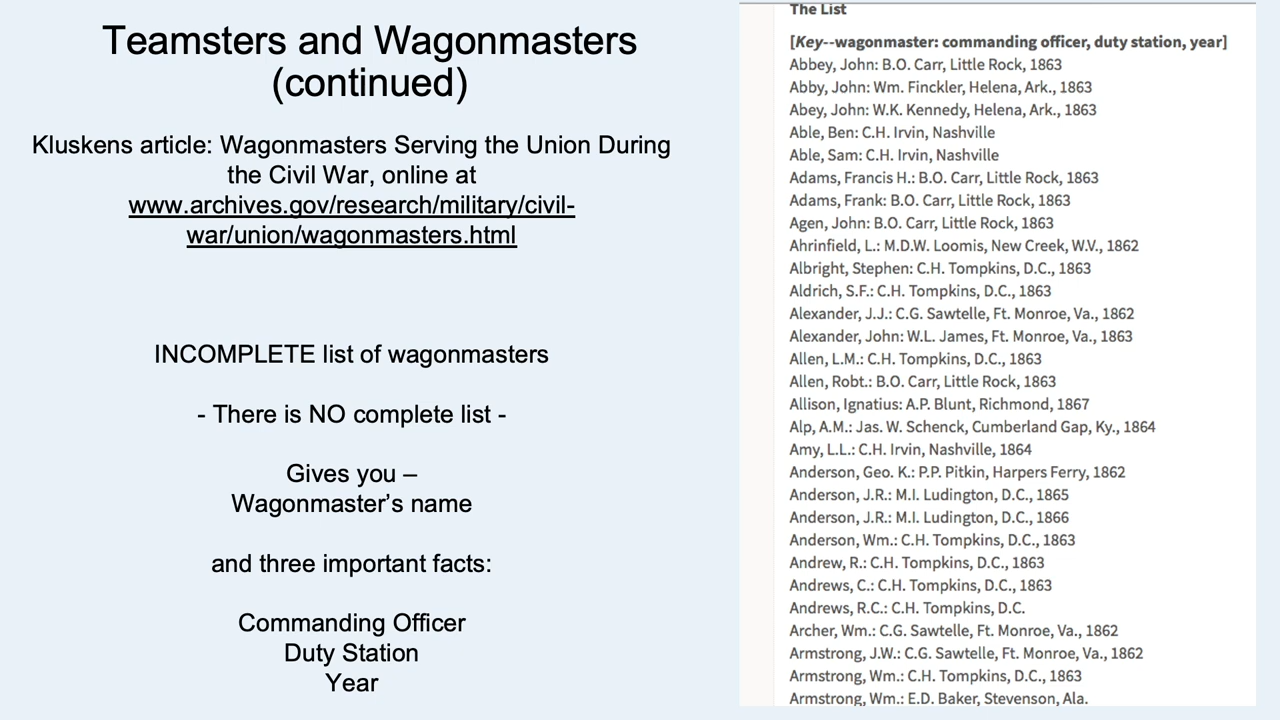 Teamsters and Wagonmasters
(continued)
Kluskens article: Wagonmasters Serving the Union During
the Civil War, online at
www.archives.gov/research/military/civil-
war/union/wagonmasters.html
INCOMPLETE list of wagonmasters
- There is NO complete list -
Gives you –
Wagonmaster’s name
and three important facts:
Commanding Officer
Duty Station
Year
The List
[Key--wagonmaster: commanding officer, duty station, year]
Abbey, John: B.O. Carr, Little Rock, 1863
Abby, John: Wm. Finckler, Helena, Ark., 1863
Abey, John: W.K. Kennedy, Helena, Ark., 1863
Able, Ben: C.H. Irvin, Nashville
Able, Sam: C.H. Irvin, Nashville
Adams, Francis H.: B.O. Carr, Little Rock, 1863
Adams, Frank: B.O. Carr, Little Rock, 1863
Agen, John: B.O. Carr, Little Rock, 1863
Ahrinfield, L.: M.D.W. Loomis, New Creek, W.V., 1862
Albright, Stephen: C.H. Tompkins, D.C., 1863
Aldrich, S.F.: C.H. Tompkins, D.C., 1863
Alexander, J.J.: C.G. Sawtelle, Ft. Monroe, Va., 1862
Alexander, John: W.L. James, Ft. Monroe, Va., 1863
Allen, L.M.: C.H. Tompkins, D.C., 1863
Allen, Robt.: B.O. Carr, Little Rock, 1863
Allison, Ignatius: A.P. Blunt, Richmond, 1867
Alp, A.M.: Jas. W. Schenck, Cumberland Gap, Ky., 1864
Amy, L.L.: C.H. Irvin, Nashville, 1864
Anderson, Geo. K.: P.P. Pitkin, Harpers Ferry, 1862
Anderson, J.R.: M.I. Ludington, D.C., 1865
Anderson, J.R.: M.I. Ludington, D.C., 1866
Anderson, Wm.: C.H. Tompkins, D.C., 1863
Andrew, R.: C.H. Tompkins, D.C., 1863
Andrews, C.: C.H. Tompkins, D.C., 1863
Andrews, R.C.: C.H. Tompkins, D.C.
Archer, Wm.: C.G. Sawtelle, Ft. Monroe, Va., 1862
Armstrong, J.W.: C.G. Sawtelle, Ft. Monroe, Va., 1862
Armstrong, Wm.: C.H. Tompkins, D.C., 1863
Armstrong, Wm.: E.D. Baker, Stevenson, Ala.